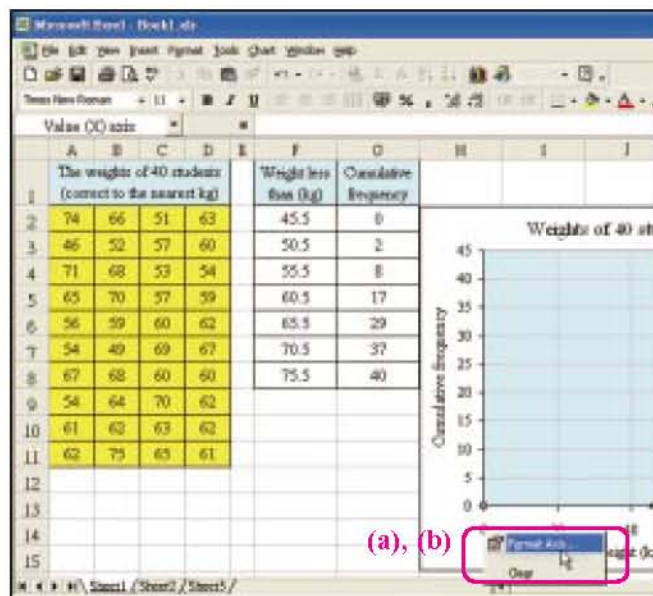 Microsoft Excel - Book1.xls
File Edit View Insert Format Tools Chart Window Help
Times New Roman 11 B I U
Value (X) axis =
A B C D E F G H I J
1 The weights of 40 students (correct to the nearest kg) Weight less than (kg) Cumulative frequency
2 74 66 51 63 45.5 0
3 46 52 57 60 50.5 2
4 71 68 53 54 55.5 8
5 65 70 57 59 60.5 17
6 56 59 60 62 65.5 29
7 54 49 69 67 70.5 37
8 67 68 60 60 75.5 40
9 54 64 70 62
10 61 62 63 62
11 62 75 65 61
12
13
14
15
Weights of 40
Cumulative frequency
45
40
35
30
25
20
15
10
5
0
(a), (b)
Format Axis...
Clear
Sheet1 / Sheet2 / Sheet3 /